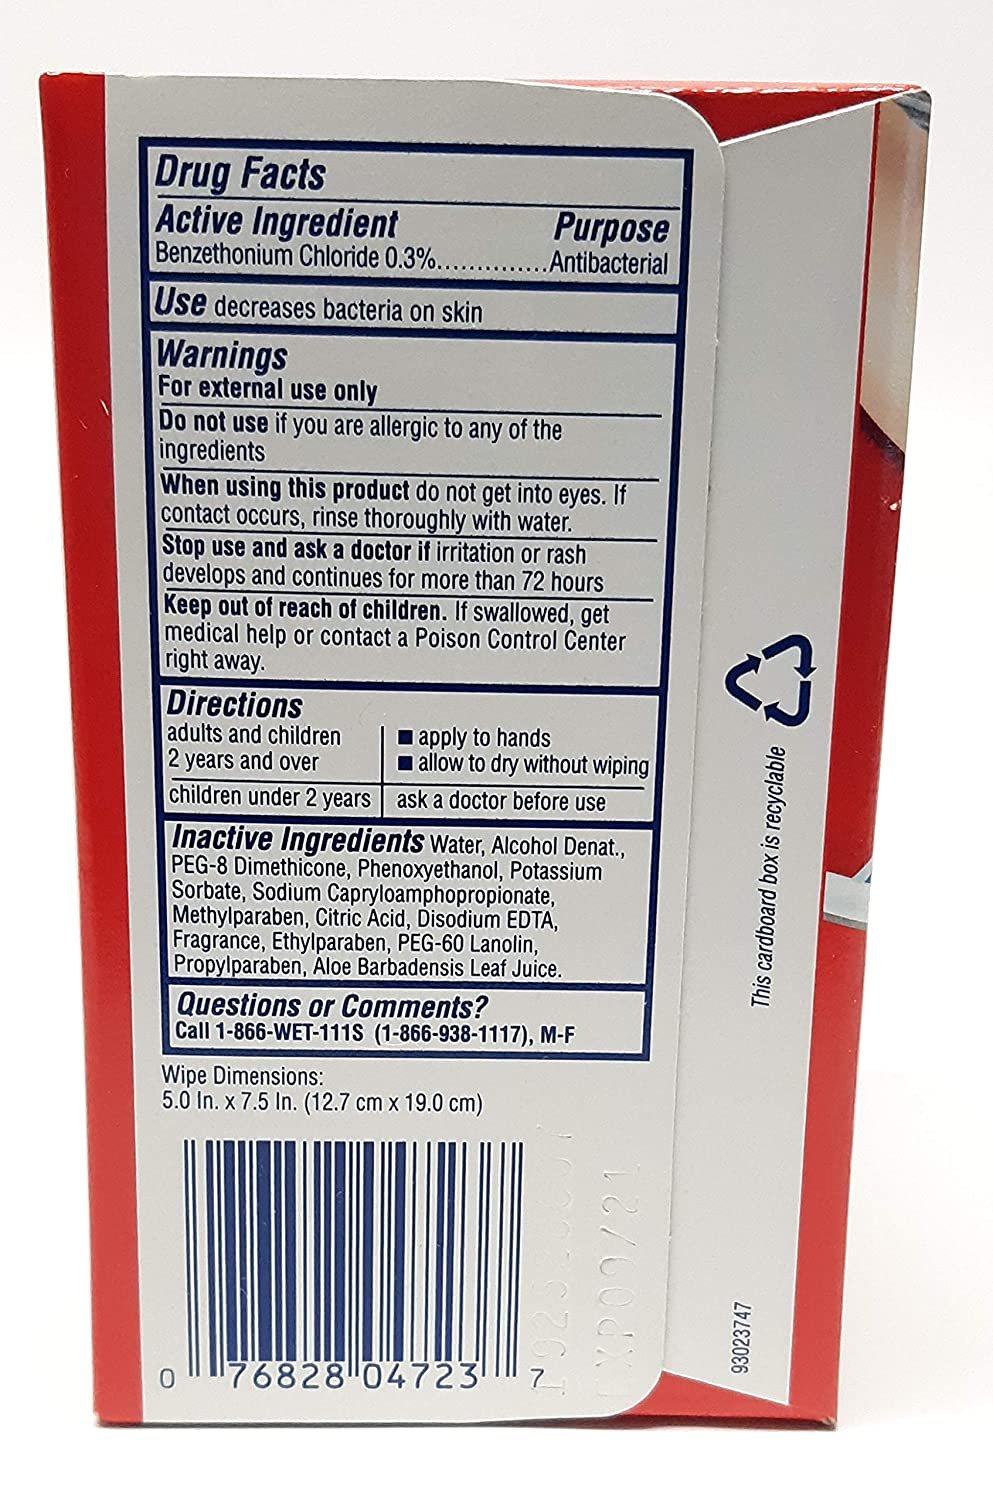 Drug Facts
Active Ingredient Purpose
Benzethonium Chloride 0.3%..............Antibacterial
Use decreases bacteria on skin
Warnings
For external use only
Do not use if you are allergic to any of the
ingredients
When using this product do not get into eyes. If
contact occurs, rinse thoroughly with water.
Stop use and ask a doctor if irritation or rash
develops and continues for more than 72 hours
Keep out of reach of children. If swallowed, get
medical help or contact a Poison Control Center
right away.
Directions
adults and children
2 years and over
■ apply to hands
■ allow to dry without wiping
children under 2 years ask a doctor before use
Inactive Ingredients Water, Alcohol Denat.,
PEG-8 Dimethicone, Phenoxyethanol, Potassium
Sorbate, Sodium Capryloamphopropionate,
Methylparaben, Citric Acid, Disodium EDTA,
Fragrance, Ethylparaben, PEG-60 Lanolin,
Propylparaben, Aloe Barbadensis Leaf Juice.
Questions or Comments?
Call 1-866-WET-111S (1-866-938-1117), M-F
Wipe Dimensions:
5.0 In. x 7.5 In. (12.7 cm x 19.0 cm)
0 76828 04723 7
EXP09/21
This cardboard box is recyclable
93023747